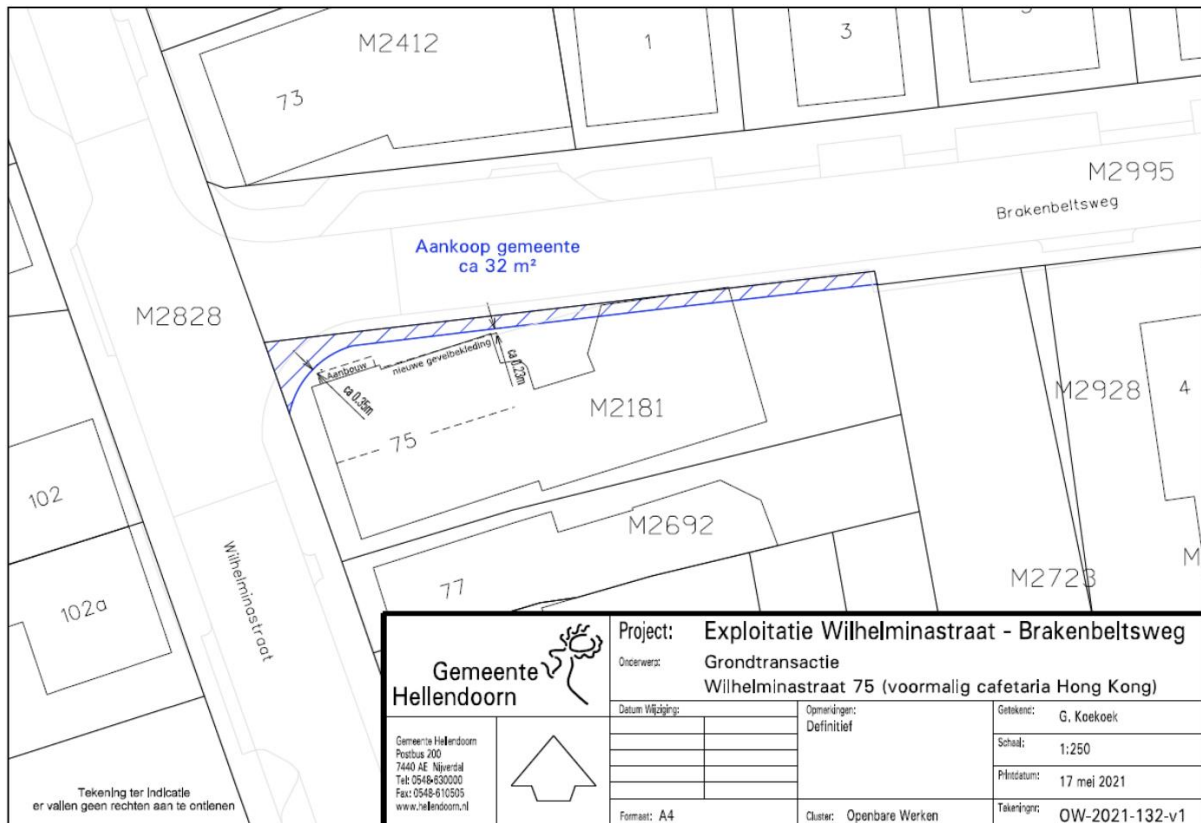 M2412
1
3
73
M2995
Brakenbeltsweg
Aankoop gemeente
ca 32 m²
M2828
Aanbouw
nieuwe gevelbekleding
ca 0.23m
ca 0.35m
M2181
M2928
4
75
102
M2692
Wilhelminastraat
77
M2723
102a
Tekening ter indicatie
er vallen geen rechten aan te ontlenen
Gemeente
Hellendoorn
Project: Exploitatie Wilhelminastraat - Brakenbeltsweg
Onderwerp: Grondtransactie
Wilhelminastraat 75 (voormalig cafetaria Hong Kong)
Gemeente Hellendoorn
Postbus 200
7440 AE Nijverdal
Tel: 0548-630000
Fax: 0548-610505
www.hellendoorn.nl
Datum Wijziging:
Opmerkingen:
Definitief
Getekend: G. Koekoek
Schaal: 1:250
Printdatum: 17 mei 2021
Formaat: A4
Cluster: Openbare Werken
Tekeningnr: OW-2021-132-v1